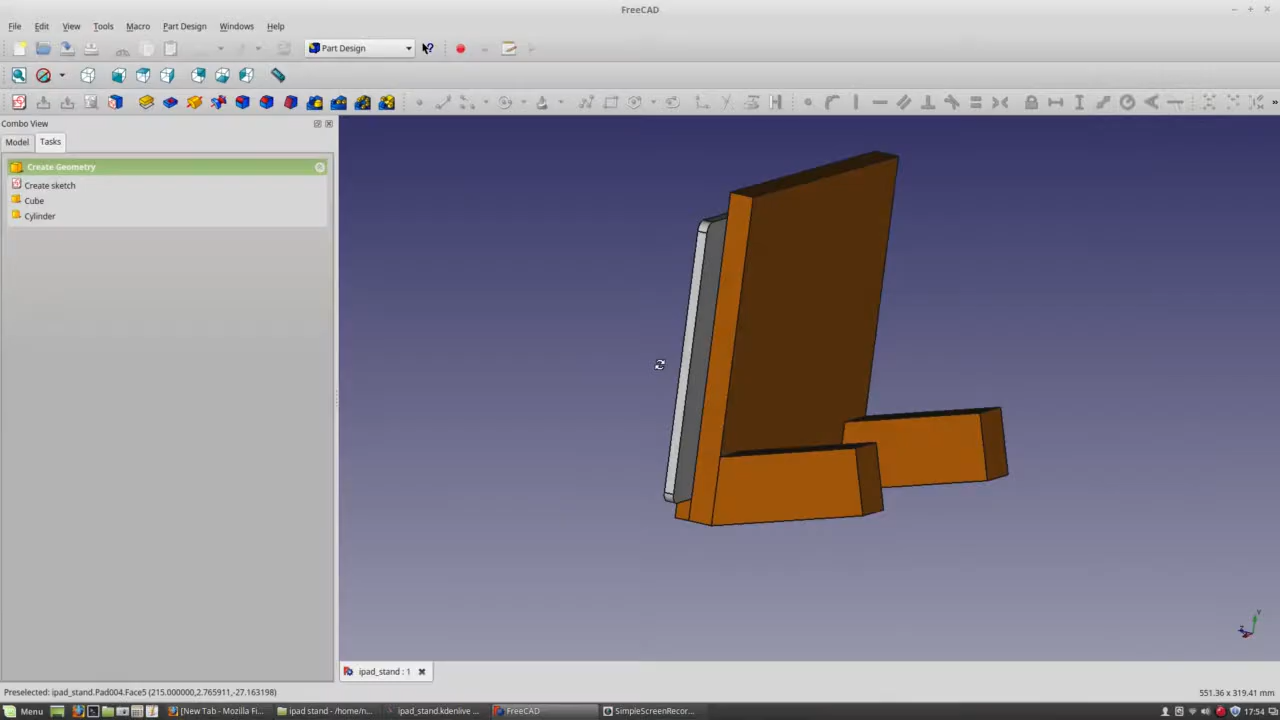 FreeCAD
File Edit View Tools Macro Part Design Windows Help
Part Design
Combo View
Model Tasks
Create Geometry
Create sketch
Cube
Cylinder
Y
ipad_stand : 1
Preselected: ipad_stand.Pad004.Face5 (215.000000,2.765911,-27.163198) 551.36 x 319.41 mm
Menu [New Tab - Mozilla Fi... ipad stand - /home/n... ipad_stand.kdenlive ... FreeCAD SimpleScreenRecor... 17:54